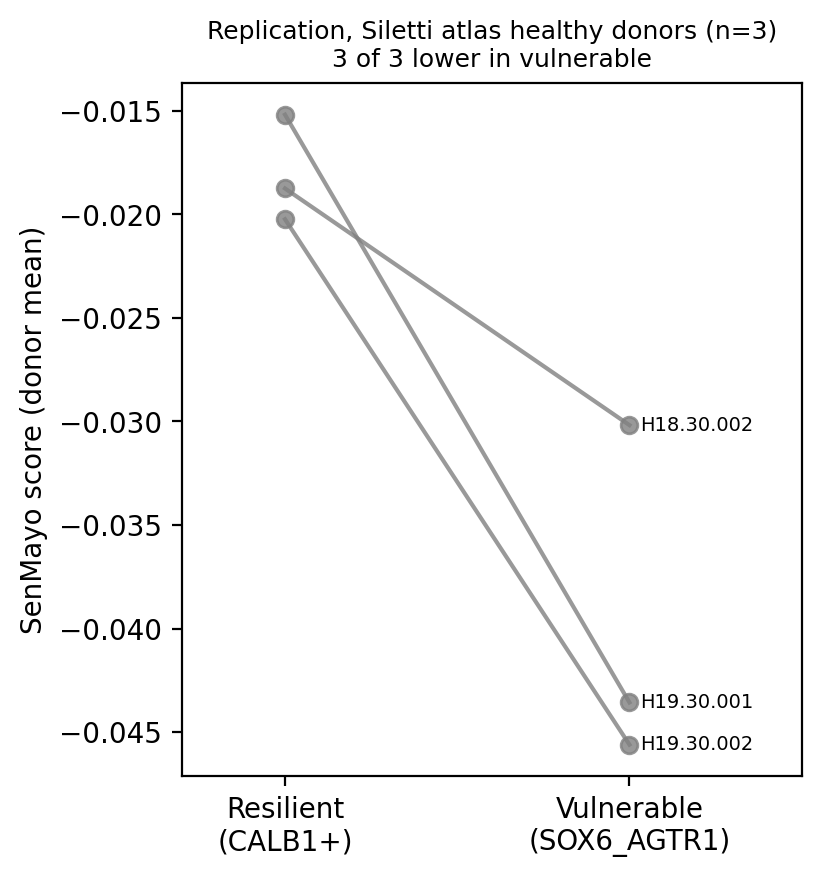 Replication, Siletti atlas healthy donors (n=3)
3 of 3 lower in vulnerable
SenMayo score (donor mean)
−0.015
−0.020
−0.025
−0.030
−0.035
−0.040
−0.045
H18.30.002
H19.30.001
H19.30.002
Resilient
(CALB1+)
Vulnerable
(SOX6_AGTR1)